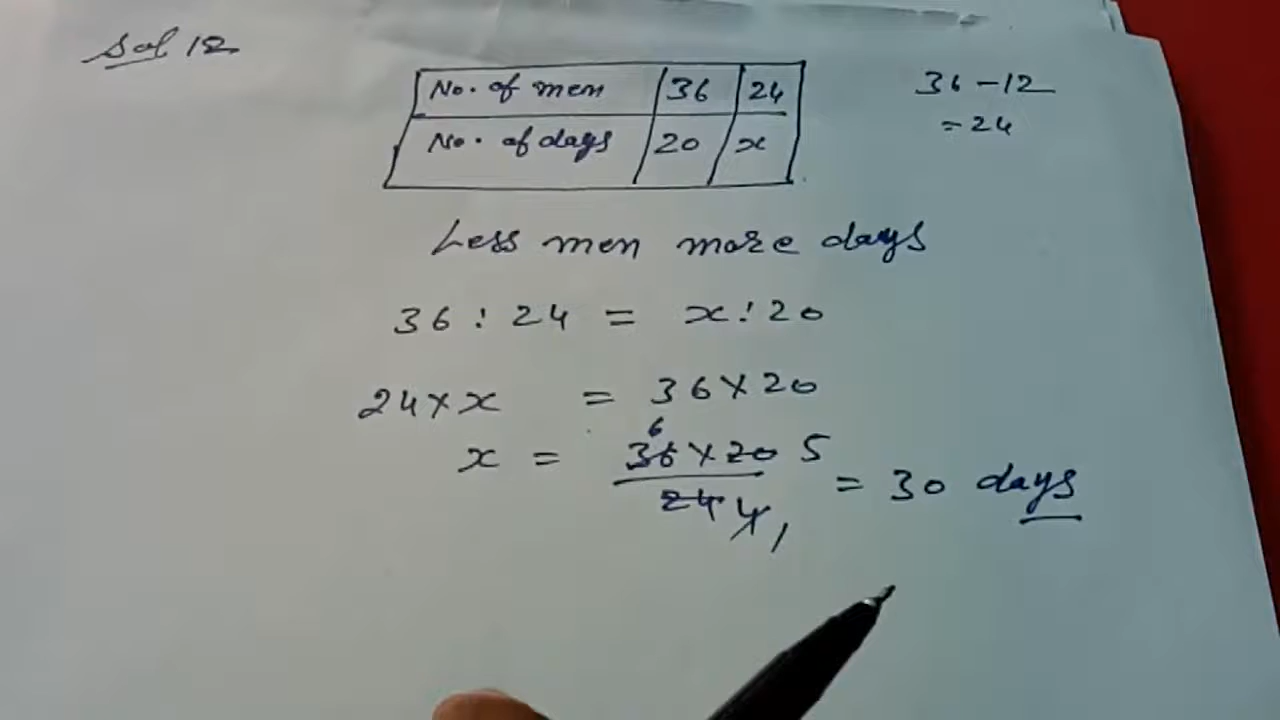 Sol 12
No. of men 36 24
No. of days 20 x
36 - 12
= 24
Less men more days
36 : 24 = x : 20
24 × x = 36 × 20
x = 36 × 20 / 24 = 30 days
6 5 4 1